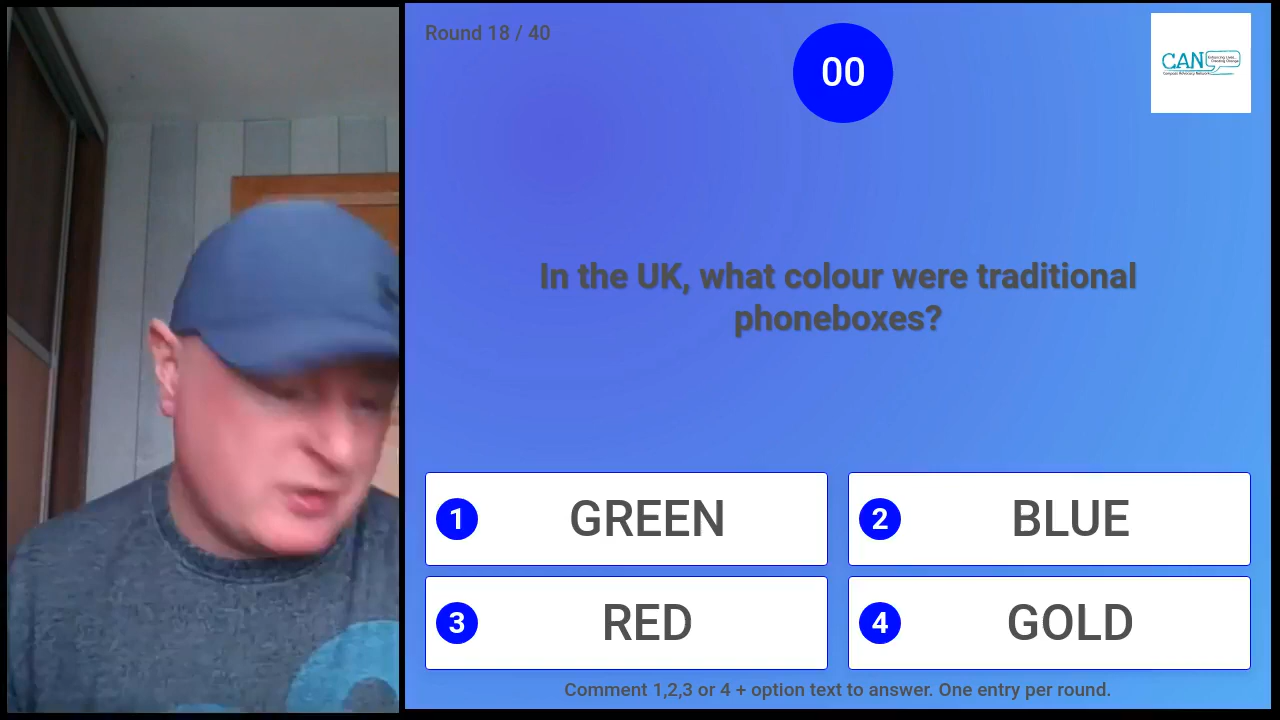 Round 18 / 40
00
CAN
In the UK, what colour were traditional
phoneboxes?
1 GREEN
2 BLUE
3 RED
4 GOLD
Comment 1,2,3 or 4 + option text to answer. One entry per round.